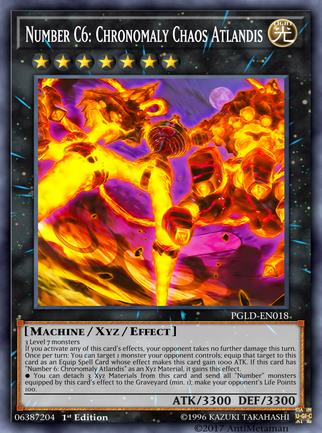 NUMBER C6: CHRONOMALY CHAOS ATLANDIS
LIGHT
光
PGLD-EN018
[MACHINE / XYZ / EFFECT]
3 Level 7 monsters
If you activate any of this card's effects, your opponent takes no further damage this turn.
Once per turn: You can target 1 monster your opponent controls; equip that target to this
card as an Equip Spell Card whose effect makes this card gain 1000 ATK. If this card has
"Number 6: Chronomaly Atlandis" as an Xyz Material, it gains this effect.
● You can detach 3 Xyz Materials from this card and send all "Number" monsters
equipped by this card's effect to the Graveyard (min. 1); make your opponent's Life Points
100.
ATK/3300 DEF/3300
06387204 1st Edition ©1996 KAZUKI TAKAHASHI
©2017 AntiMetaman